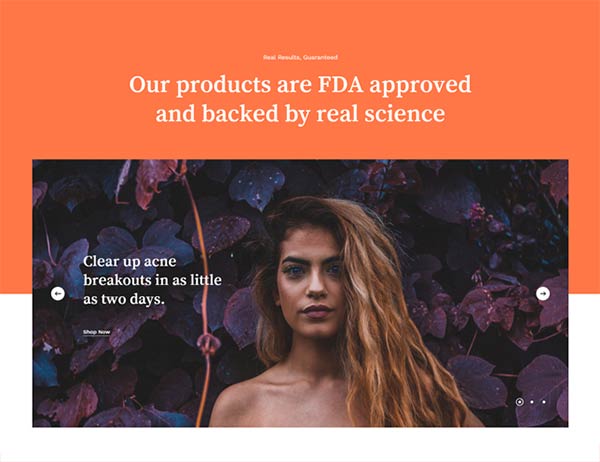 Real Results, Guaranteed
Our products are FDA approved
and backed by real science
Clear up acne
breakouts in as little
as two days.
Shop Now